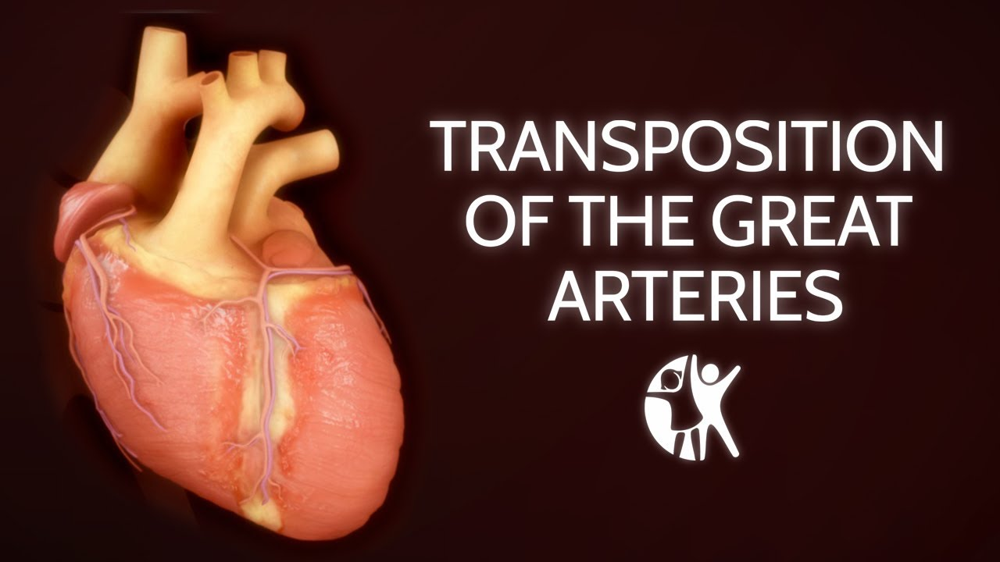 TRANSPOSITION
OF THE GREAT
ARTERIES